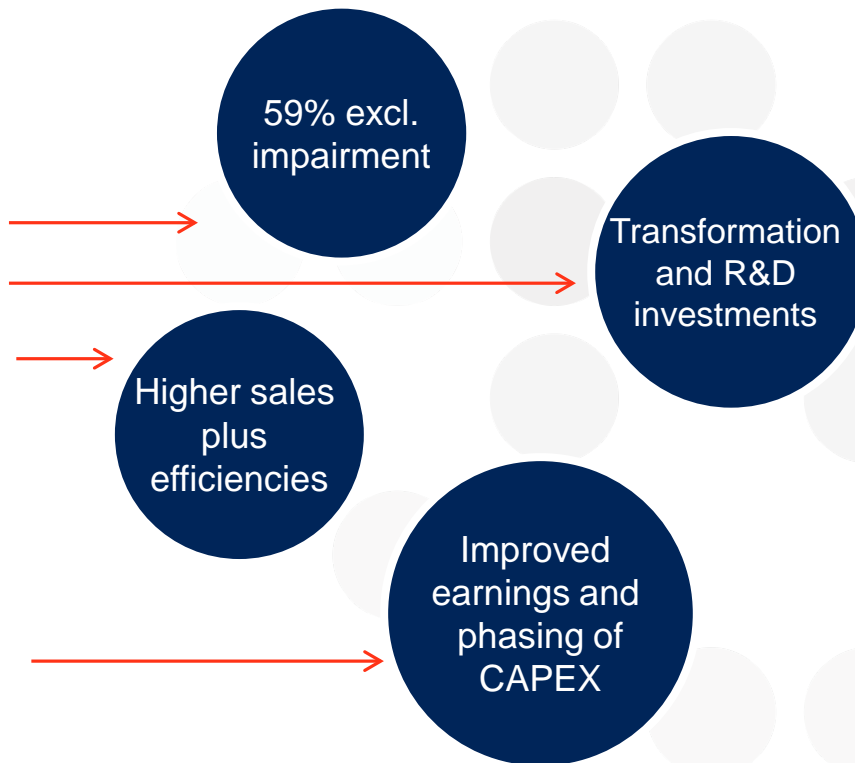 59% excl.
impairment
Transformation
and R&D
investments
Higher sales
plus
efficiencies
Improved
earnings and
phasing of
CAPEX